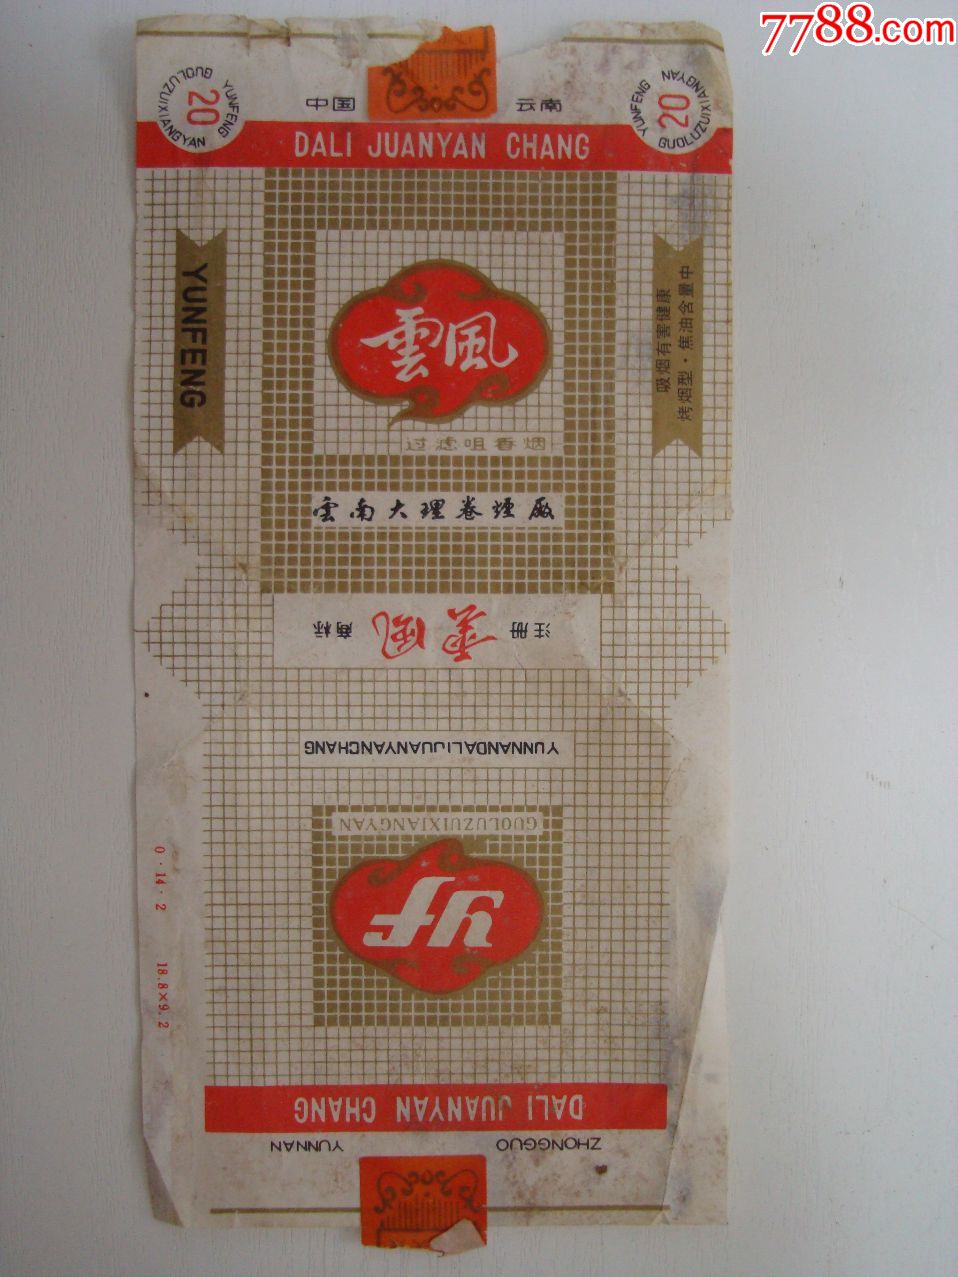 7788.com
YUNFENG GUOLUZUIXIANGYAN
20
中国
云南
YUNFENG GUOLUZUIXIANGYAN
20
DALI JUANYAN CHANG
YUNFENG
雲風
过滤咀香烟
吸烟有害健康
烤烟型·焦油含量中
雲南大理卷煙廠
注册
雲風
商标
YUNNANDALIJUANYANCHANG
GUOLUZUIXIANGYAN
YF
DALI JUANYAN CHANG
ZHONGGUO
YUNNAN
0·14·2
18.8×9.2